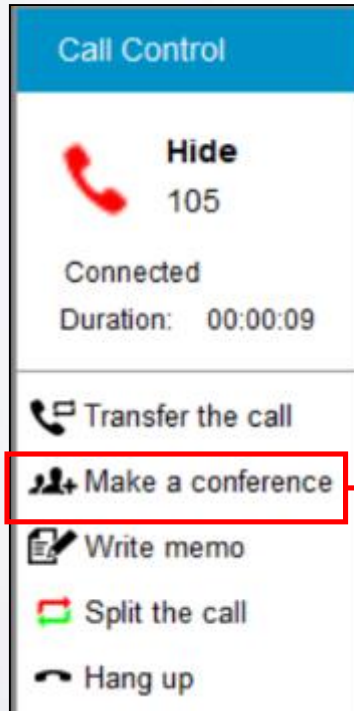 Call Control
Hide
105
Connected
Duration: 00:00:09
Transfer the call
Make a conference
Write memo
Split the call
Hang up